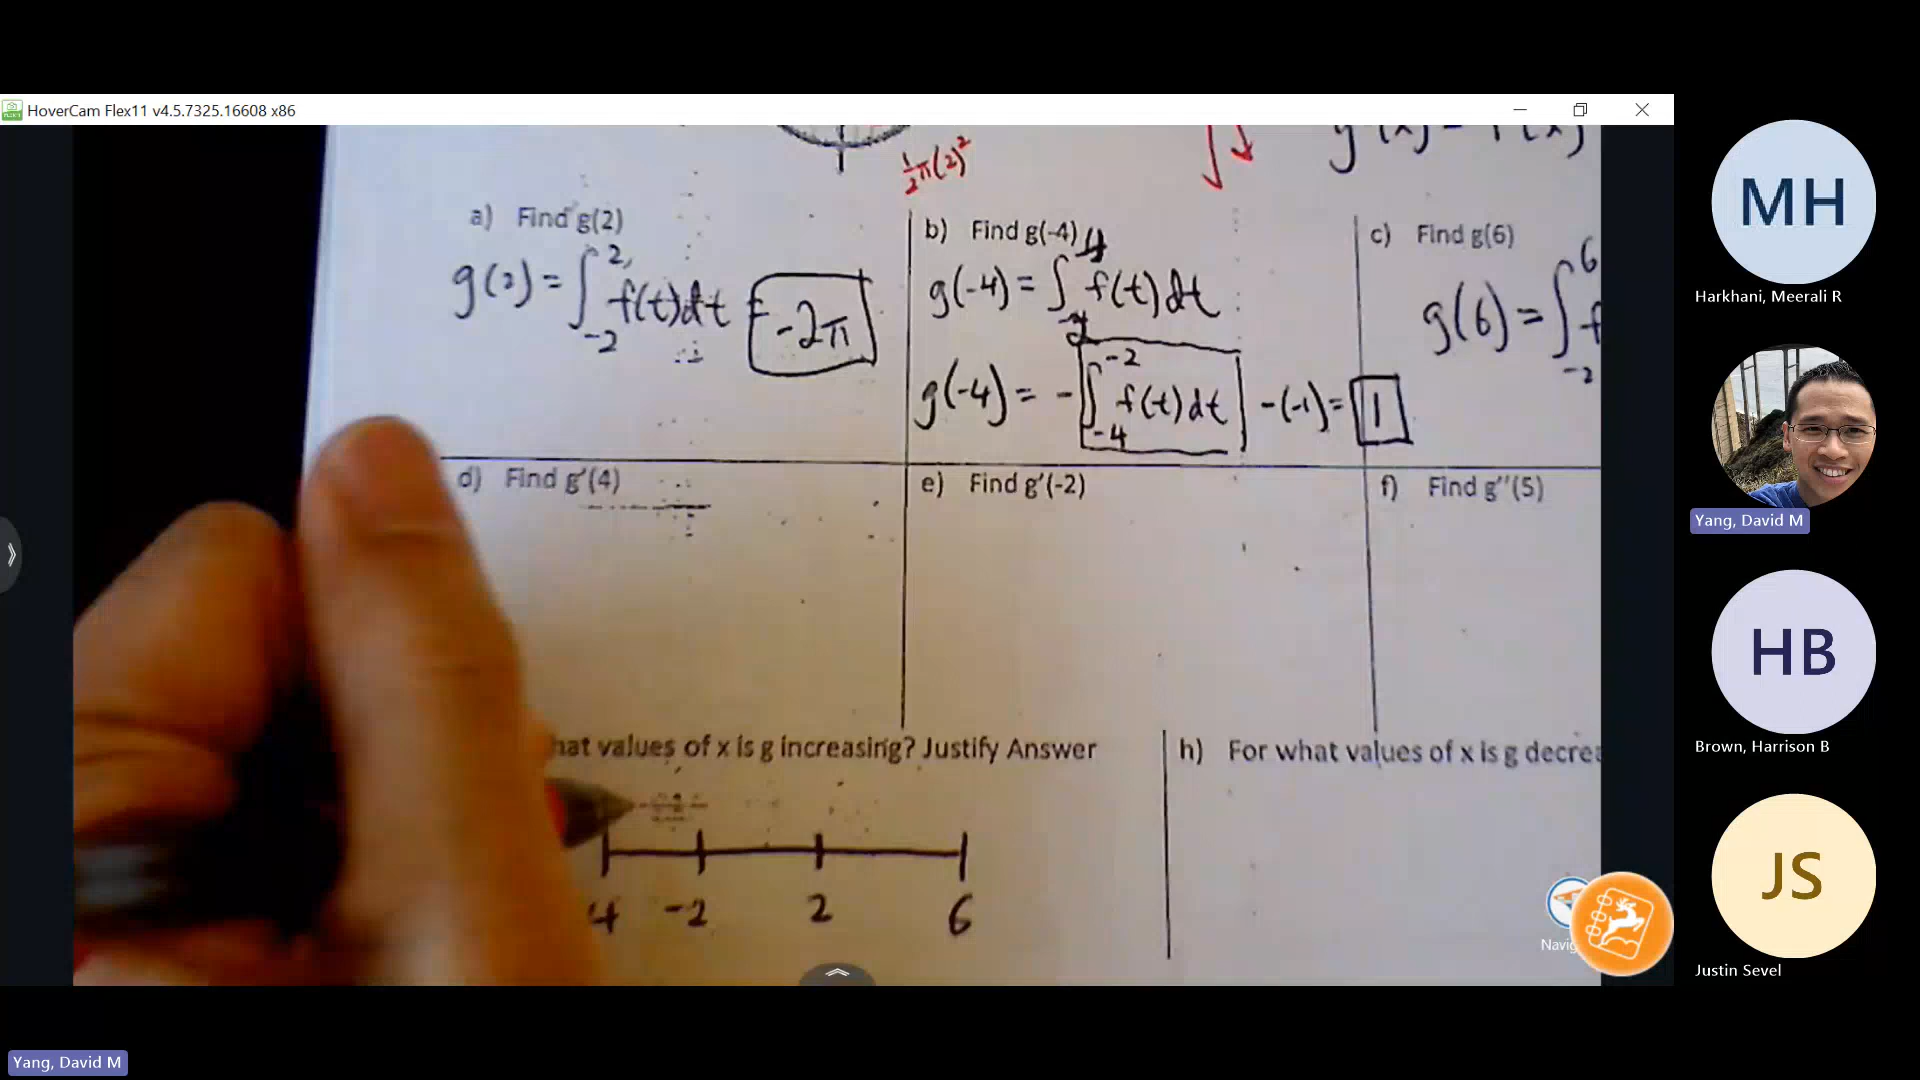 HoverCam Flex11 v4.5.7325.16608 x86
½π(2)²
g'(x) = f(x)
a) Find g(2)
g(2) = ∫₋₂² f(t)dt = -2π
b) Find g(-4)
g(-4) = ∫ f(t)dt
g(-4) = - ∫₋₄⁻² f(t)dt -(-1) = 1
c) Find g(6)
g(6) = ∫₋₂⁶ f
d) Find g'(4)
e) Find g'(-2)
f) Find g''(5)
hat values of x is g increasing? Justify Answer
4 -2 2 6
h) For what values of x is g decrea
Navig
MH
Harkhani, Meerali R
Yang, David M
HB
Brown, Harrison B
JS
Justin Sevel
Yang, David M